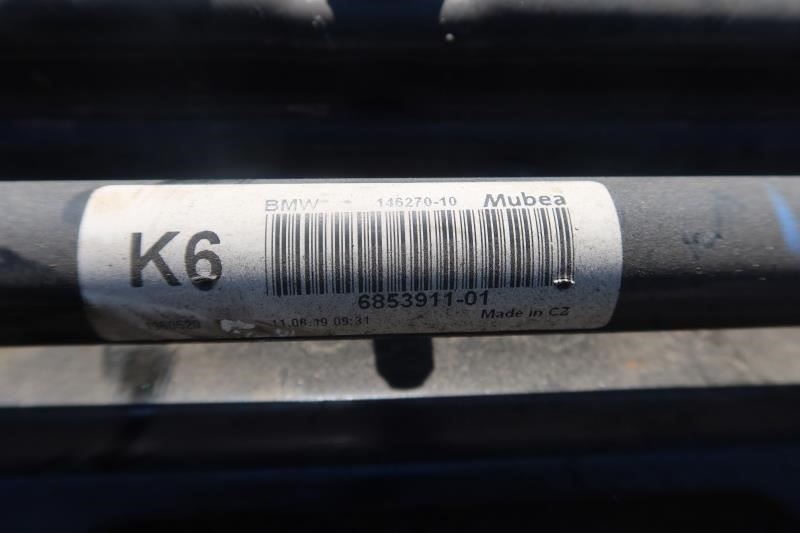 BMW 146270-10 Mubea
K6
6853911-01
Made in CZ
11.06.19 09:31